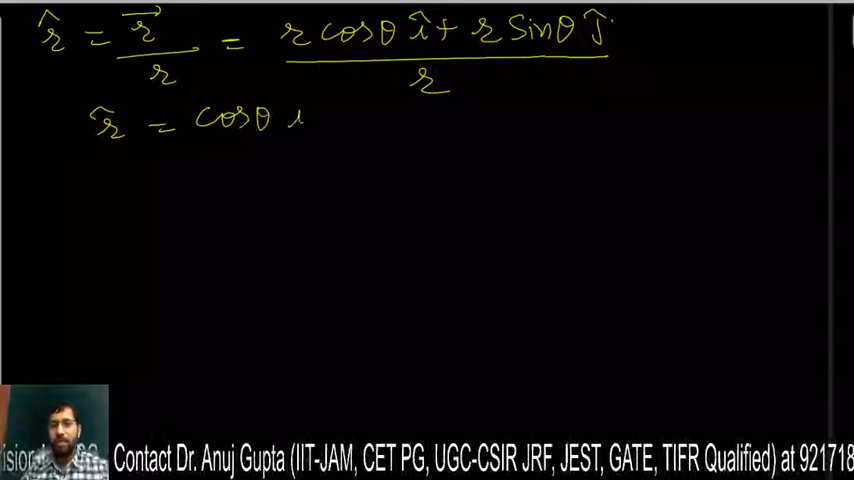 r̂ = r⃗ / r = (r cosθ î + r sinθ ĵ) / r
r̂ = cosθ i
Contact Dr. Anuj Gupta (IIT-JAM, CET PG, UGC-CSIR JRF, JEST, GATE, TIFR Qualified) at 921718